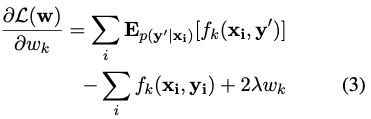 ∂ℒ(𝐰)/∂w_k = ∑_i 𝐄_{p(𝐲′|𝐱_𝐢)}[f_k(𝐱_𝐢, 𝐲′)]
− ∑_i f_k(𝐱_𝐢, 𝐲_𝐢) + 2λw_k (3)